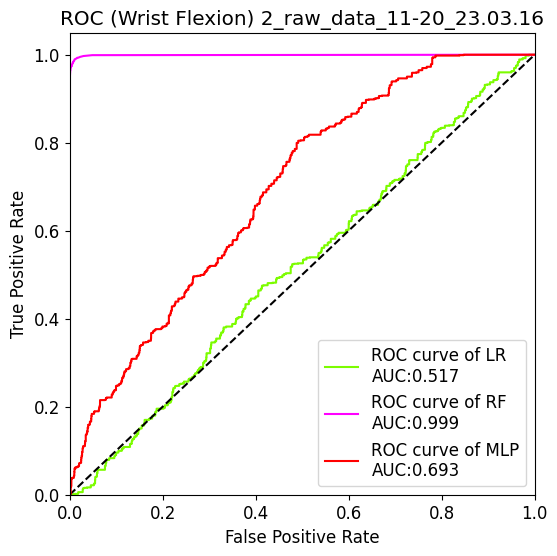 ROC (Wrist Flexion) 2_raw_data_11-20_23.03.16
1.0
0.8
0.6
0.4
0.2
0.0
True Positive Rate
ROC curve of LR
AUC:0.517
ROC curve of RF
AUC:0.999
ROC curve of MLP
AUC:0.693
0.0 0.2 0.4 0.6 0.8 1.0
False Positive Rate